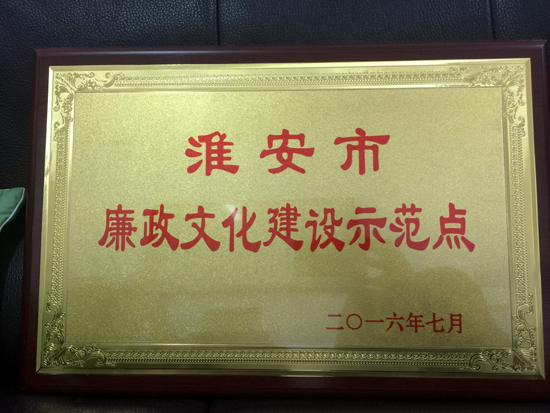 淮安市
廉政文化建设示范点
二〇一六年七月